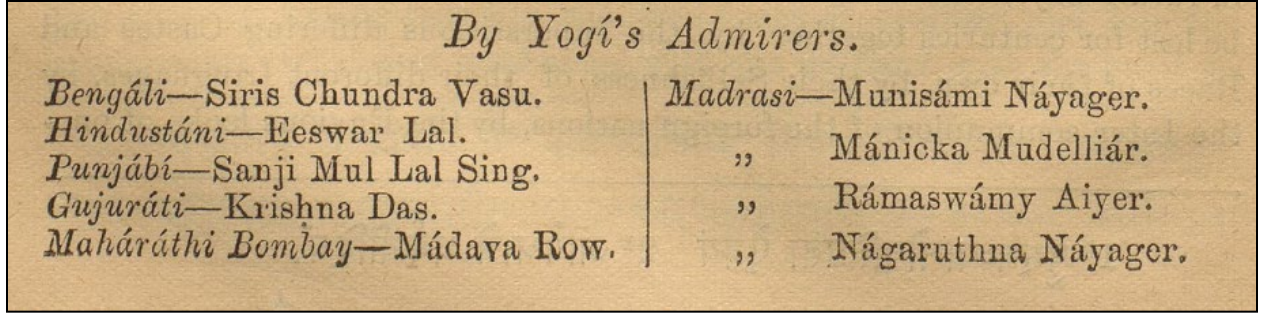 By Yogí's Admirers.
Bengáli—Siris Chundra Vasu.
Hindustáni—Eeswar Lal.
Punjábí—Sanji Mul Lal Sing.
Gujuráti—Krishna Das.
Maháráthi Bombay—Mádava Row.
Madrasi—Munisámi Náyager.
„ Mánicka Mudelliár.
„ Rámaswámy Aiyer.
„ Nágaruthna Náyager.